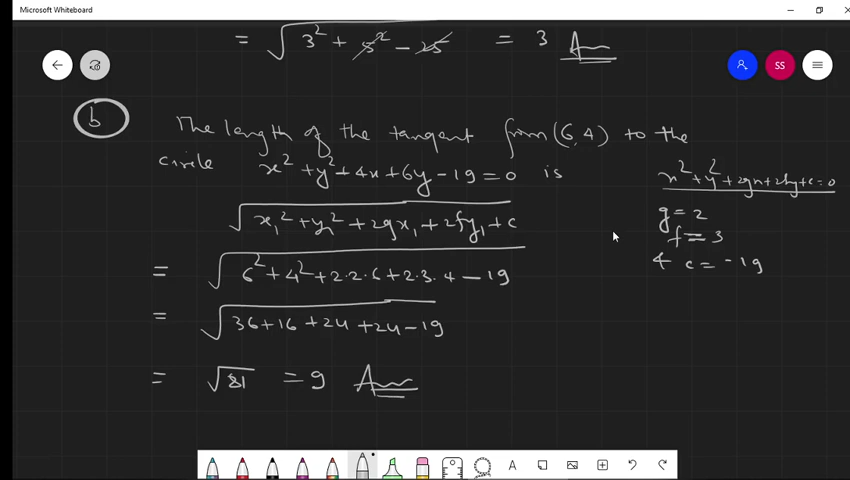 Microsoft Whiteboard
= √(3² + 5² - 25) = 3 Ans
SS
b The length of the tangent from (6,4) to the
circle x² + y² + 4x + 6y - 19 = 0 is
x² + y² + 2gx + 2fy + c = 0
√(x₁² + y₁² + 2gx₁ + 2fy₁ + c)
g = 2
f = 3
& c = -19
= √(6² + 4² + 2·2·6 + 2·3·4 - 19)
= √(36 + 16 + 24 + 24 - 19)
= √81 = 9 Ans
A